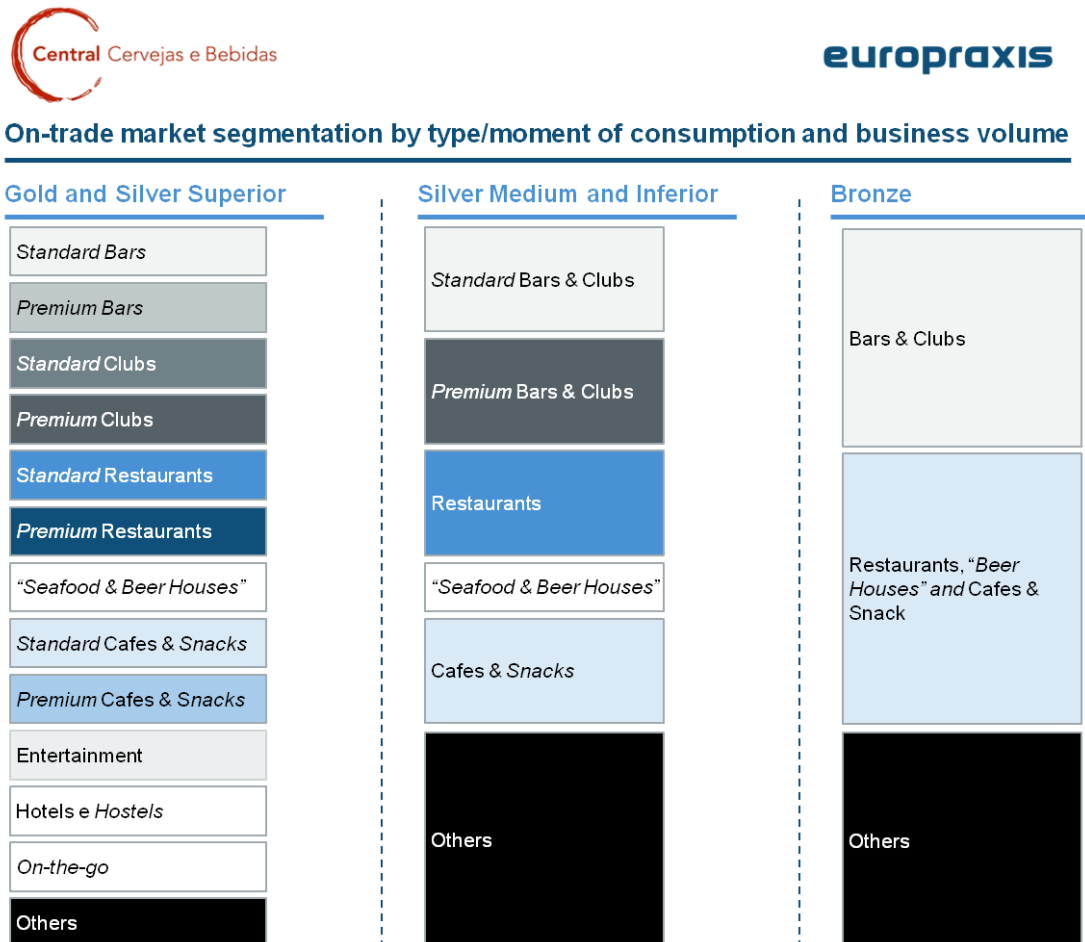 Central Cervejas e Bebidas
europraxis
On-trade market segmentation by type/moment of consumption and business volume
Gold and Silver Superior
Standard Bars
Premium Bars
Standard Clubs
Premium Clubs
Standard Restaurants
Premium Restaurants
“Seafood & Beer Houses”
Standard Cafes & Snacks
Premium Cafes & Snacks
Entertainment
Hotels e Hostels
On-the-go
Others
Silver Medium and Inferior
Standard Bars & Clubs
Premium Bars & Clubs
Restaurants
“Seafood & Beer Houses”
Cafes & Snacks
Others
Bronze
Bars & Clubs
Restaurants, “Beer
Houses” and Cafes &
Snack
Others